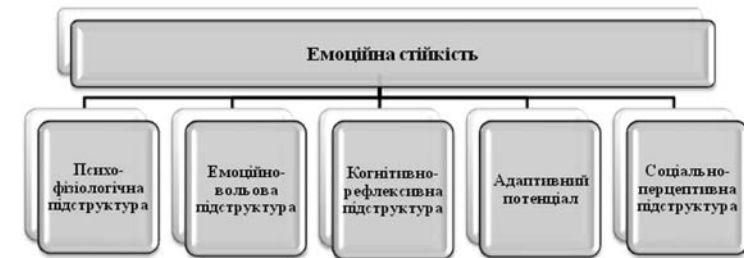 Емоційна стійкість
Психо-
фізіологічна
підструктура
Емоційно-
вольова
підструктура
Когнітивно-
рефлексивна
підструктура
Адаптивний
потенціал
Соціально-
перцептивна
підструктура